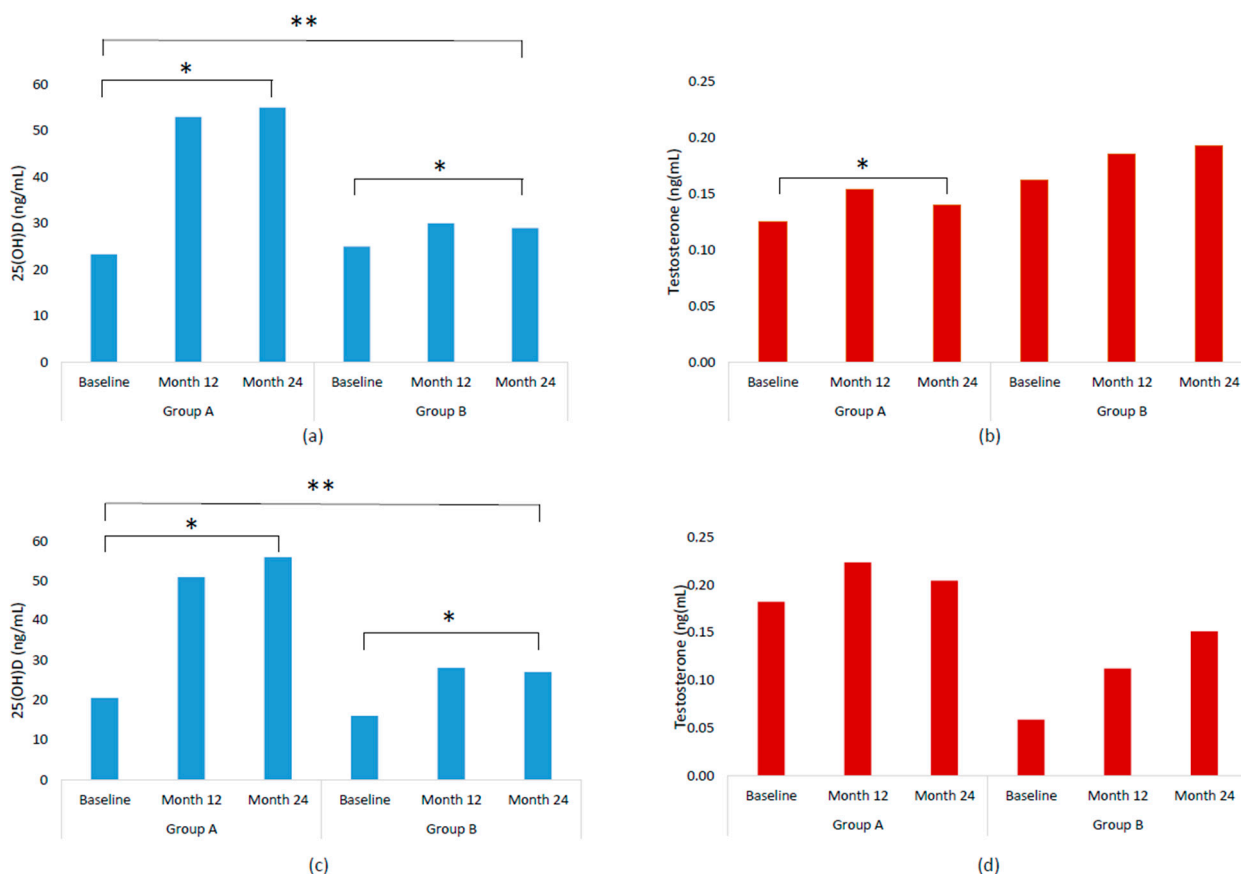 **
*
*
25(OH)D (ng/mL)
60
50
40
30
20
10
0
Baseline Month 12 Month 24 Baseline Month 12 Month 24
Group A Group B
(a)
*
Testosterone (ng(mL)
0.25
0.20
0.15
0.10
0.05
0.00
Baseline Month 12 Month 24 Baseline Month 12 Month 24
Group A Group B
(b)
**
*
*
25(OH)D (ng/mL)
60
50
40
30
20
10
0
Baseline Month 12 Month 24 Baseline Month 12 Month 24
Group A Group B
(c)
Testosterone (ng(mL)
0.25
0.20
0.15
0.10
0.05
0.00
Baseline Month 12 Month 24 Baseline Month 12 Month 24
Group A Group B
(d)